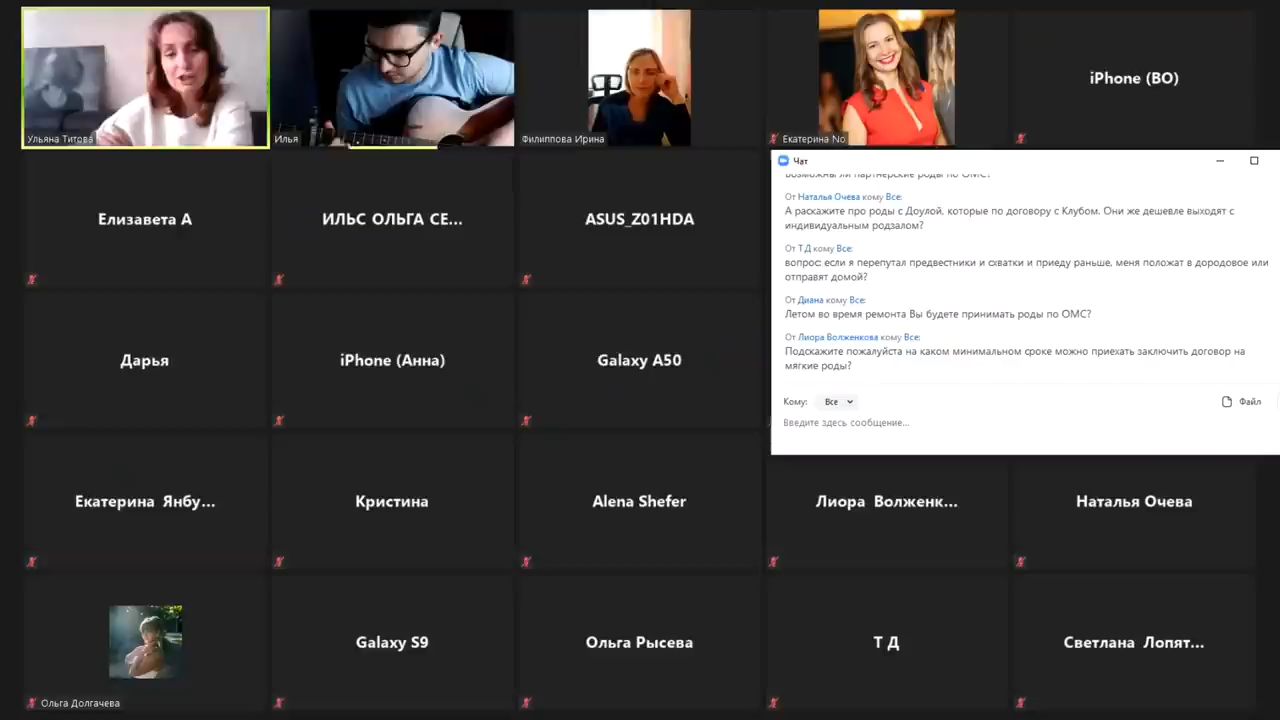 Ульяна Титова
Илья
Филиппова Ирина
Екатерина No
iPhone (ВО)
Чат
возможны ли партнерские роды по ОМС?
От Наталья Очева кому Все:
А раскажите про роды с Доулой, которые по договору с Клубом. Они же дешевле выходят с
индивидуальным родзалом?
От Т Д кому Все:
вопрос: если я перепутал предвестники и схватки и приеду раньше, меня положат в дородовое или
отправят домой?
От Диана кому Все:
Летом во время ремонта Вы будете принимать роды по ОМС?
От Лиора Волженкова кому Все:
Подскажите пожалуйста на каком минимальном сроке можно приехать заключить договор на
мягкие роды?
Кому: Все
Файл
Введите здесь сообщение...
Елизавета А
ИЛЬС ОЛЬГА СЕ...
ASUS_Z01HDA
Дарья
iPhone (Анна)
Galaxy A50
Екатерина Янбу...
Кристина
Alena Shefer
Лиора Волженк...
Наталья Очева
Ольга Долгачева
Galaxy S9
Ольга Рысева
Т Д
Светлана Лопят...